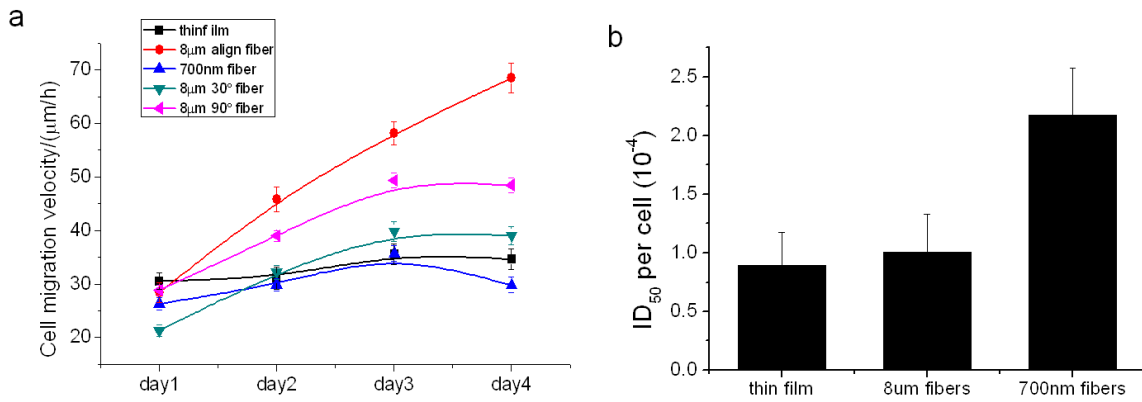 a
thinf ilm
8μm align fiber
700nm fiber
8μm 30° fiber
8μm 90° fiber
Cell migration velocity/(μm/h)
70
60
50
40
30
20
day1 day2 day3 day4
b
ID50 per cell (10-4)
2.5
2.0
1.5
1.0
0.5
0.0
thin film 8um fibers 700nm fibers